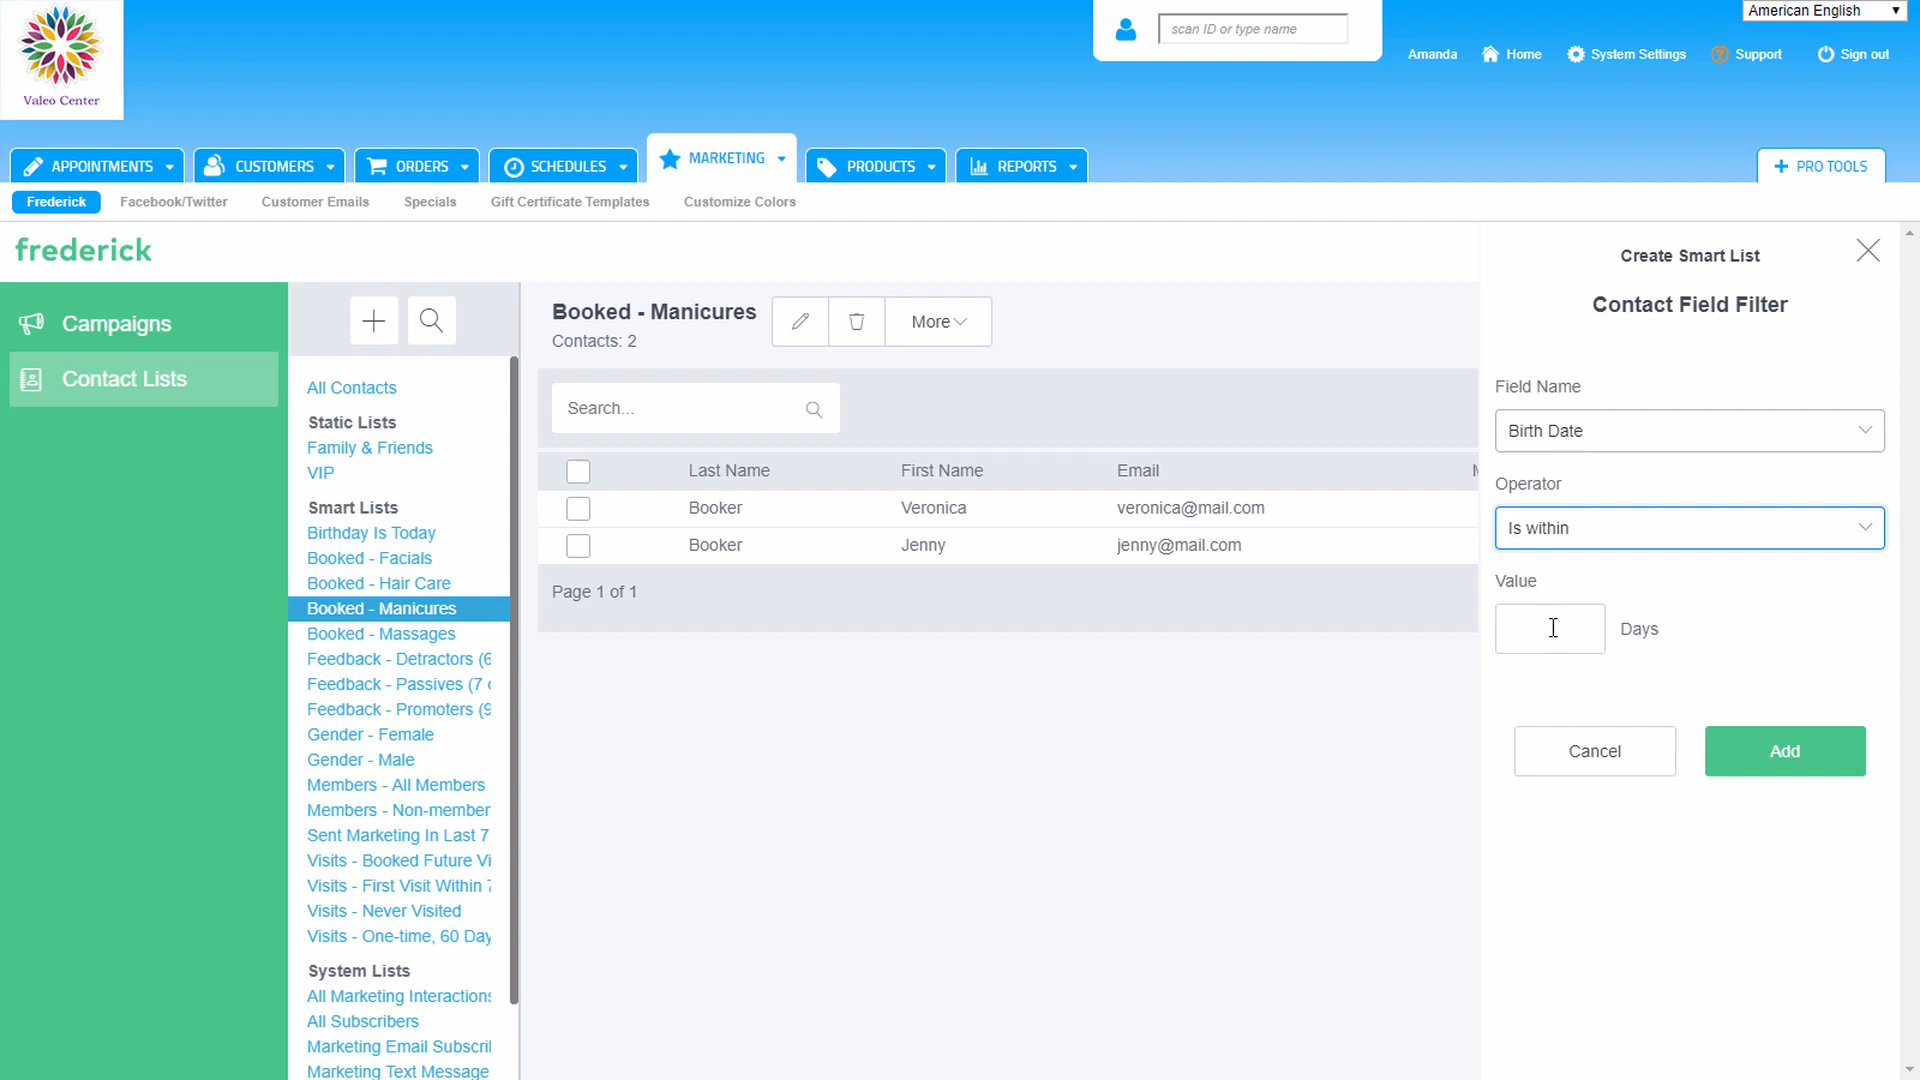 American English
scan ID or type name
Valeo Center
Amanda
Home
System Settings
Support
Sign out
APPOINTMENTS
CUSTOMERS
ORDERS
SCHEDULES
MARKETING
PRODUCTS
REPORTS
+ PRO TOOLS
Frederick
Facebook/Twitter
Customer Emails
Specials
Gift Certificate Templates
Customize Colors
frederick
Campaigns
Contact Lists
All Contacts
Static Lists
Family & Friends
VIP
Smart Lists
Birthday Is Today
Booked - Facials
Booked - Hair Care
Booked - Manicures
Booked - Massages
Feedback - Detractors (6
Feedback - Passives (7
Feedback - Promoters (9
Gender - Female
Gender - Male
Members - All Members
Members - Non-member
Sent Marketing In Last 7
Visits - Booked Future Vi
Visits - First Visit Within 7
Visits - Never Visited
Visits - One-time, 60 Day
System Lists
All Marketing Interactions
All Subscribers
Marketing Email Subscri
Marketing Text Message
Booked - Manicures
Contacts: 2
More
Search...
Last Name First Name Email
Booker Veronica veronica@mail.com
Booker Jenny jenny@mail.com
Page 1 of 1
Create Smart List
Contact Field Filter
Field Name
Birth Date
Operator
Is within
Value
Days
Cancel
Add